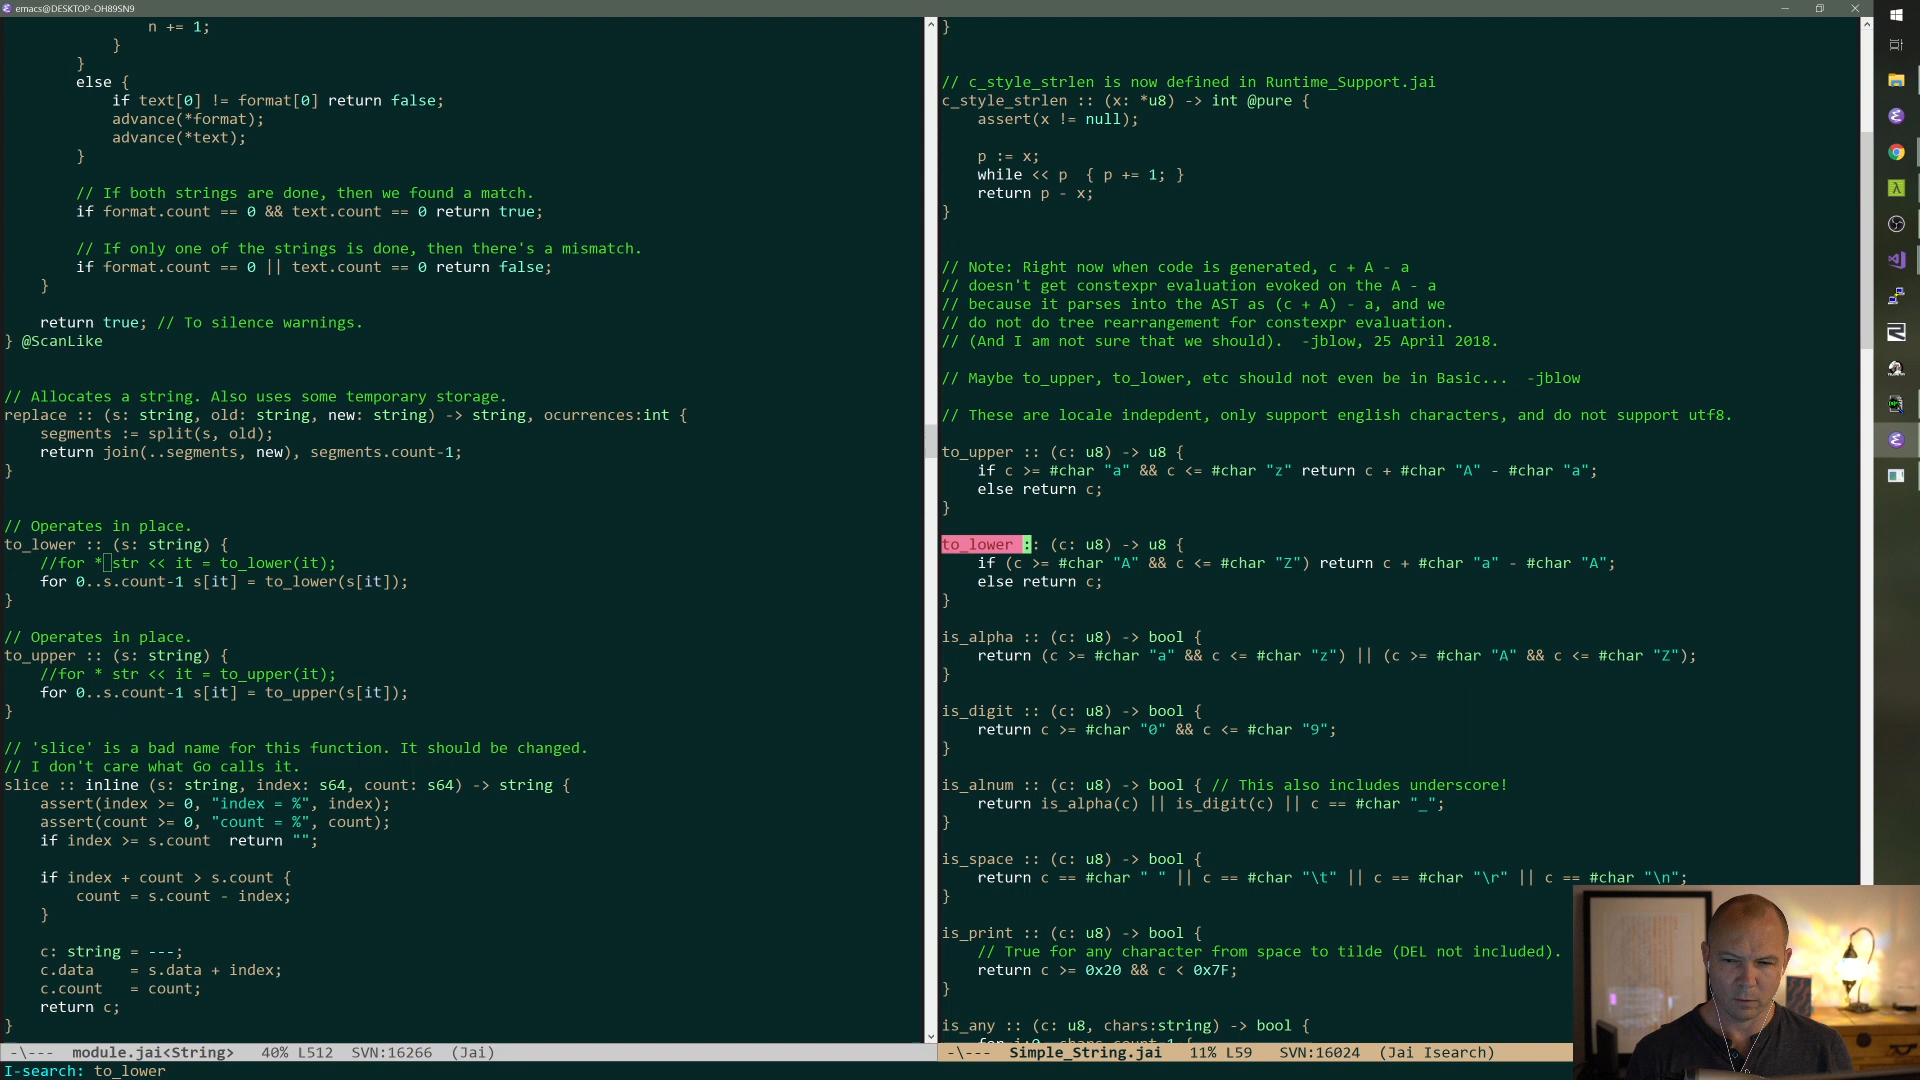 emacs@DESKTOP-OH89SN9
            n += 1;
            }
        }
        else {
            if text[0] != format[0] return false;
            advance(*format);
            advance(*text);
        }

        // If both strings are done, then we found a match.
        if format.count == 0 && text.count == 0 return true;

        // If only one of the strings is done, then there's a mismatch.
        if format.count == 0 || text.count == 0 return false;
    }

    return true; // To silence warnings.
} @ScanLike

// Allocates a string. Also uses some temporary storage.
replace :: (s: string, old: string, new: string) -> string, ocurrences:int {
    segments := split(s, old);
    return join(..segments, new), segments.count-1;
}

// Operates in place.
to_lower :: (s: string) {
    //for * str << it = to_lower(it);
    for 0..s.count-1 s[it] = to_lower(s[it]);
}

// Operates in place.
to_upper :: (s: string) {
    //for * str << it = to_upper(it);
    for 0..s.count-1 s[it] = to_upper(s[it]);
}

// 'slice' is a bad name for this function. It should be changed.
// I don't care what Go calls it.
slice :: inline (s: string, index: s64, count: s64) -> string {
    assert(index >= 0, "index = %", index);
    assert(count >= 0, "count = %", count);
    if index >= s.count  return "";

    if index + count > s.count {
        count = s.count - index;
    }

    c: string = ---;
    c.data    = s.data + index;
    c.count   = count;
    return c;
}
-\---  module.jai<String>   40% L512  SVN:16266  (Jai)
}

// c_style_strlen is now defined in Runtime_Support.jai
c_style_strlen :: (x: *u8) -> int @pure {
    assert(x != null);

    p := x;
    while << p  { p += 1; }
    return p - x;
}

// Note: Right now when code is generated, c + A - a
// doesn't get constexpr evaluation evoked on the A - a
// because it parses into the AST as (c + A) - a, and we
// do not do tree rearrangement for constexpr evaluation.
// (And I am not sure that we should).  -jblow, 25 April 2018.

// Maybe to_upper, to_lower, etc should not even be in Basic...  -jblow

// These are locale indepdent, only support english characters, and do not support utf8.

to_upper :: (c: u8) -> u8 {
    if c >= #char "a" && c <= #char "z" return c + #char "A" - #char "a";
    else return c;
}

to_lower :: (c: u8) -> u8 {
    if (c >= #char "A" && c <= #char "Z") return c + #char "a" - #char "A";
    else return c;
}

is_alpha :: (c: u8) -> bool {
    return (c >= #char "a" && c <= #char "z") || (c >= #char "A" && c <= #char "Z");
}

is_digit :: (c: u8) -> bool {
    return c >= #char "0" && c <= #char "9";
}

is_alnum :: (c: u8) -> bool { // This also includes underscore!
    return is_alpha(c) || is_digit(c) || c == #char "_";
}

is_space :: (c: u8) -> bool {
    return c == #char " " || c == #char "\t" || c == #char "\r" || c == #char "\n";
}

is_print :: (c: u8) -> bool {
    // True for any character from space to tilde (DEL not included).
    return c >= 0x20 && c < 0x7F;
}

is_any :: (c: u8, chars:string) -> bool {
-\---  Simple_String.jai   11% L59   SVN:16024  (Jai Isearch)
I-search: to_lower